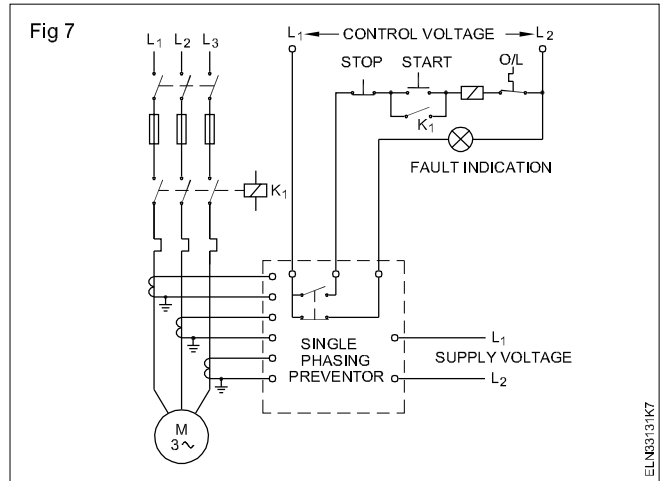 Fig 7
L1 L2 L3
L1 CONTROL VOLTAGE L2
STOP START O/L
K1
FAULT INDICATION
K1
SINGLE
PHASING
PREVENTOR
L1
SUPPLY VOLTAGE
L2
M
3~
ELN33131K7